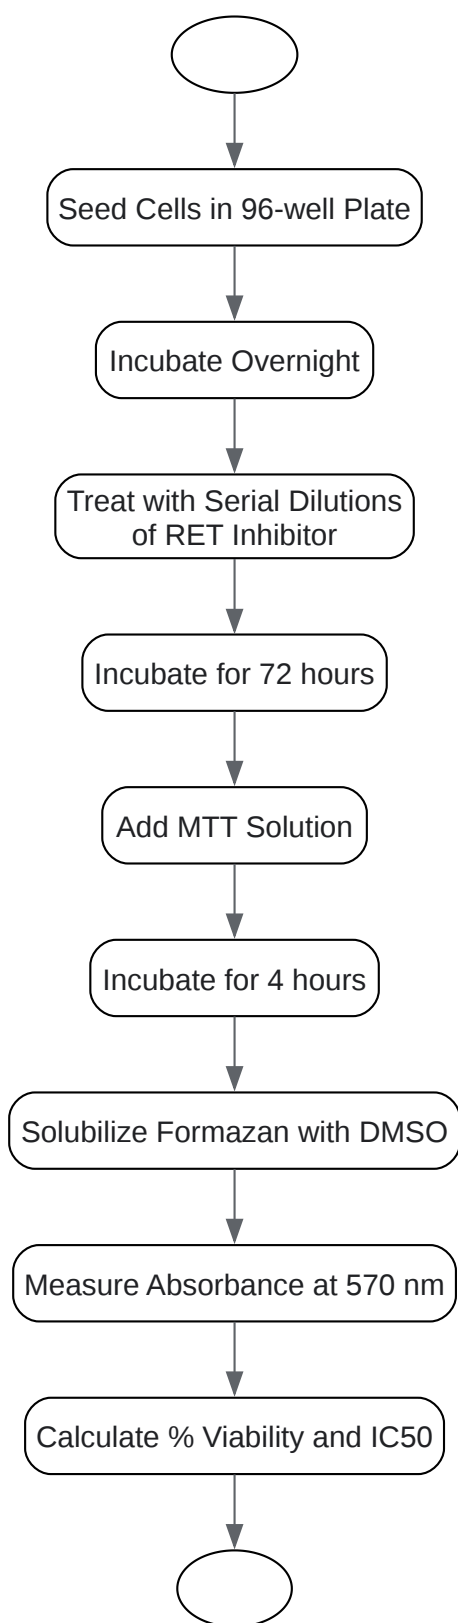 Seed Cells in 96-well Plate
Incubate Overnight
Treat with Serial Dilutions
of RET Inhibitor
Incubate for 72 hours
Add MTT Solution
Incubate for 4 hours
Solubilize Formazan with DMSO
Measure Absorbance at 570 nm
Calculate % Viability and IC50